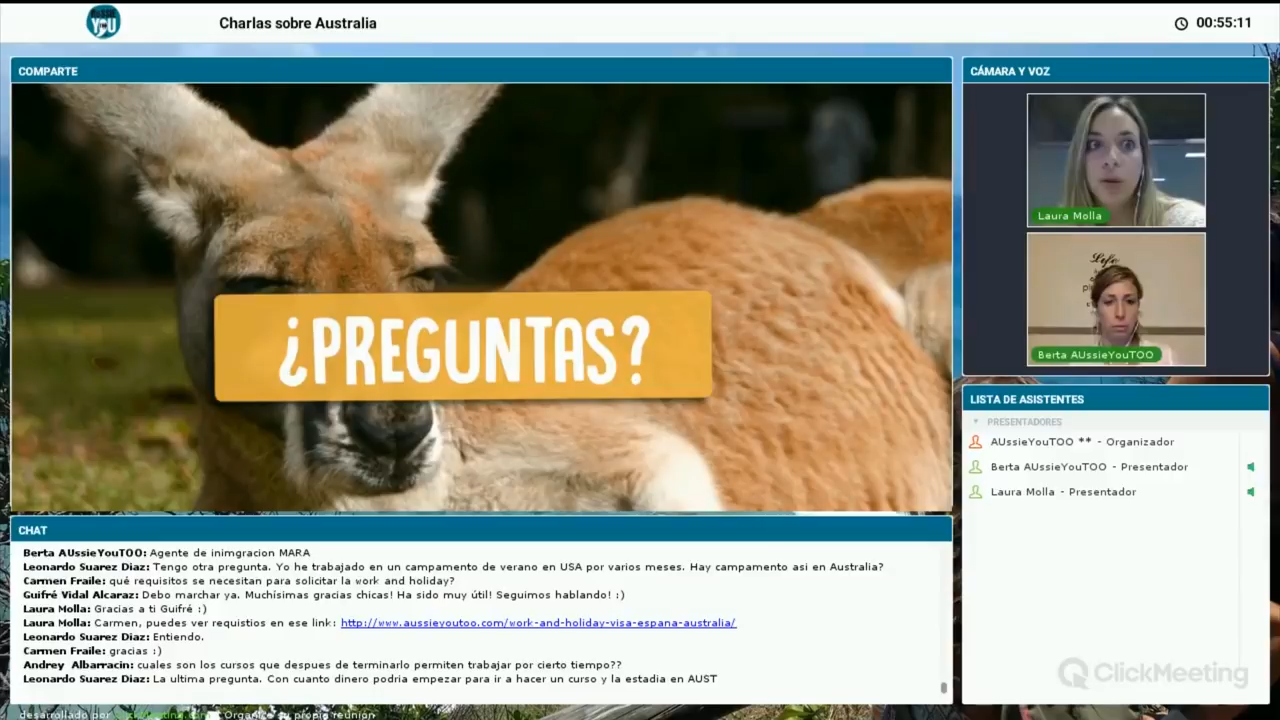 YOU
Charlas sobre Australia
00:55:11
COMPARTE
¿PREGUNTAS?
CÁMARA Y VOZ
Laura Molla
Berta AUssieYouTOO
LISTA DE ASISTENTES
PRESENTADORES
AUssieYouTOO ** - Organizador
Berta AUssieYouTOO - Presentador
Laura Molla - Presentador
CHAT
Berta AUssieYouTOO: Agente de inimgracion MARA
Leonardo Suarez Diaz: Tengo otra pregunta. Yo he trabajado en un campamento de verano en USA por varios meses. Hay campamento asi en Australia?
Carmen Fraile: qué requisitos se necesitan para solicitar la work and holiday?
Guifré Vidal Alcaraz: Debo marchar ya. Muchísimas gracias chicas! Ha sido muy útil! Seguimos hablando! :)
Laura Molla: Gracias a ti Guifré :)
Laura Molla: Carmen, puedes ver requistios en ese link: http://www.aussieyoutoo.com/work-and-holiday-visa-espana-australia/
Leonardo Suarez Diaz: Entiendo.
Carmen Fraile: gracias :)
Andrey Albarracin: cuales son los cursos que despues de terminarlo permiten trabajar por cierto tiempo??
Leonardo Suarez Diaz: La ultima pregunta. Con cuanto dinero podria empezar para ir a hacer un curso y la estadia en AUST
ClickMeeting
desarrollado por Organice su propio reunión